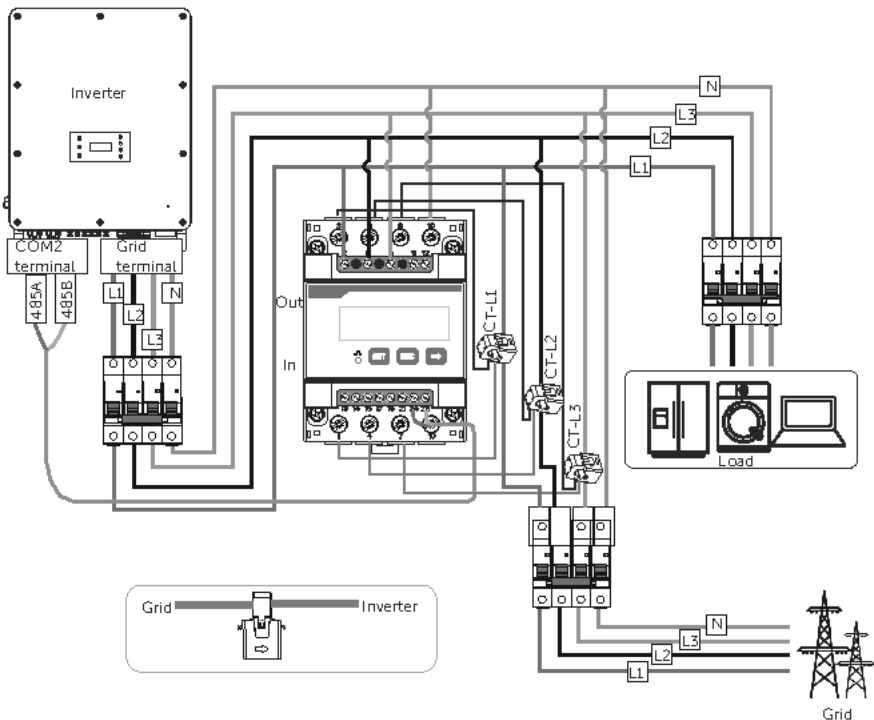 Inverter
N
L3
L2
L1
COM2
terminal
Grid
terminal
485A
485B
L1
L2
L3
N
Out
In
CT-L1
CT-L2
CT-L3
Load
Grid
Inverter
N
L3
L2
L1
Grid